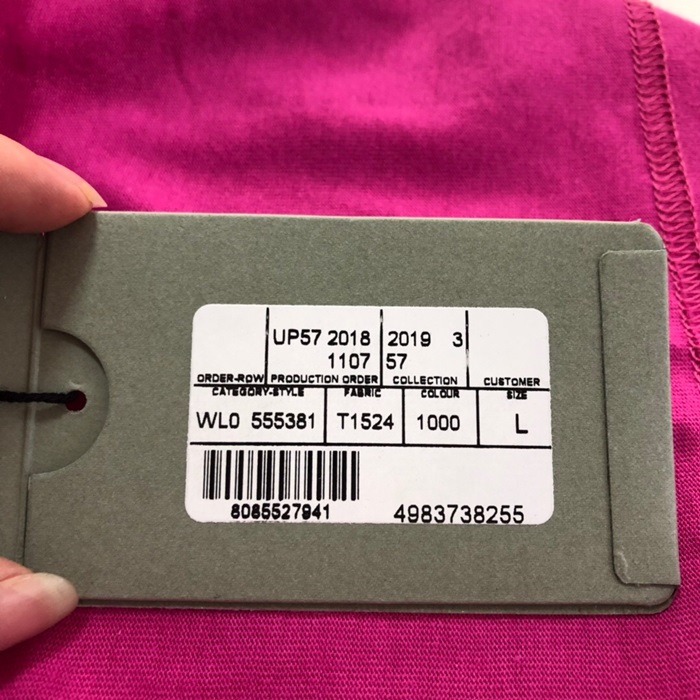 UP57 2018 2019 3
1107 57
ORDER-ROW PRODUCTION ORDER COLLECTION CUSTOMER
CATEGORY-STYLE FABRIC COLOUR SIZE
WL0 555381 T1524 1000 L
8085527941 4983738255